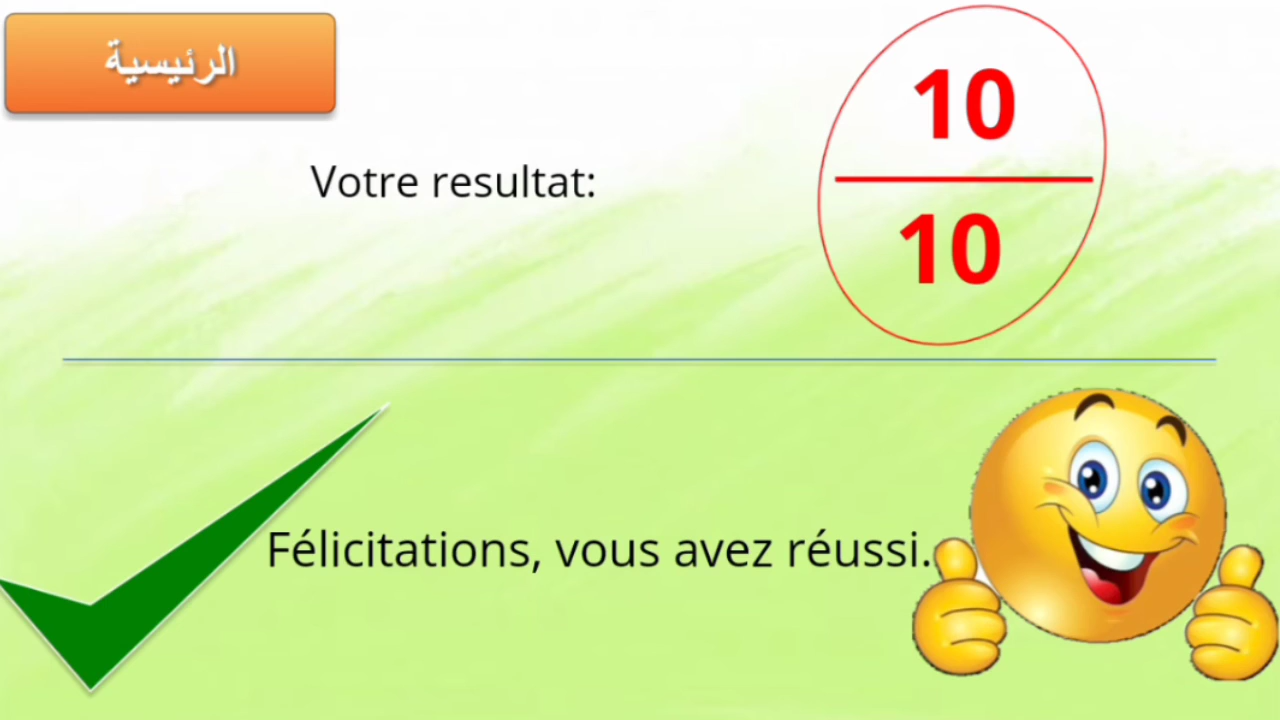 الرئيسية
Votre resultat:
10
10
Félicitations, vous avez réussi.